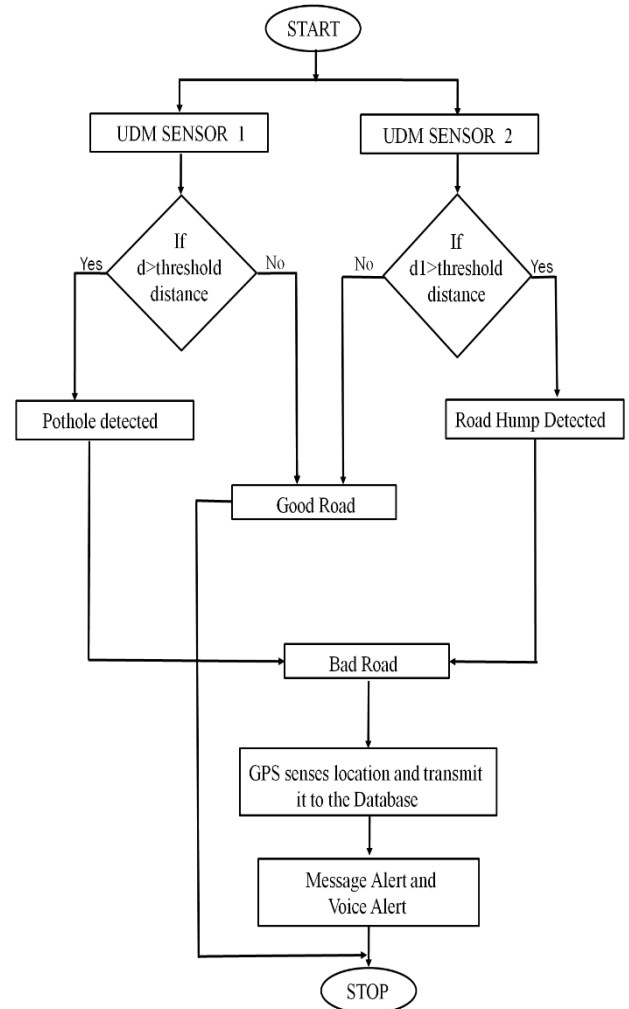 START
UDM SENSOR 1
UDM SENSOR 2
If
d>threshold
distance
Yes
No
If
d1>threshold
distance
No
Yes
Pothole detected
Road Hump Detected
Good Road
Bad Road
GPS senses location and transmit
it to the Database
Message Alert and
Voice Alert
STOP